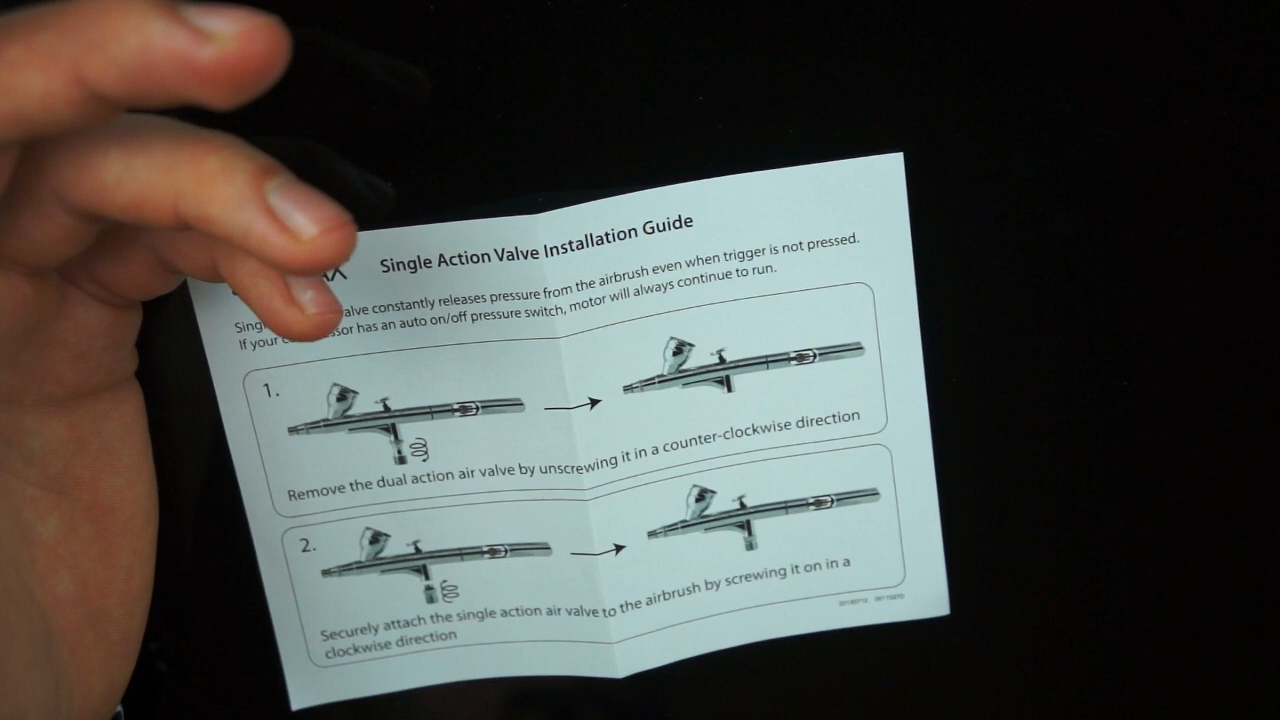 Single Action Valve Installation Guide
alve constantly releases pressure from the airbrush even when trigger is not pressed.
If your sor has an auto on/off pressure switch, motor will always continue to run.
1.
Remove the dual action air valve by unscrewing it in a counter-clockwise direction
2.
Securely attach the single action air valve to the airbrush by screwing it on in a
clockwise direction